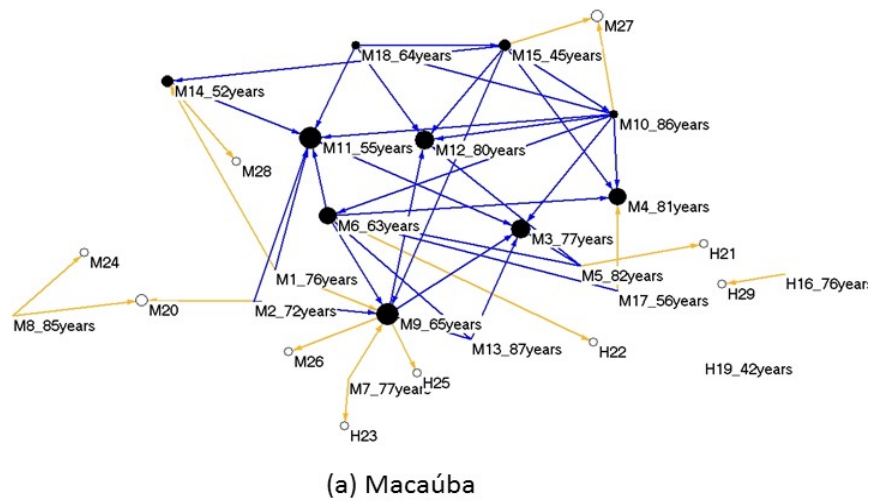 M27
M18_64years
M15_45years
M14_52years
M10_86years
M11_55years
M12_80years
M28
M4_81years
M6_63years
M3_77years
H21
M24
M1_76years
M5_82years
H16_76years
H29
M17_56years
M20
M2_72years
M8_85years
M9_65years
M13_87years
H22
M26
H19_42years
H25
M7_77years
H23
(a) Macaúba